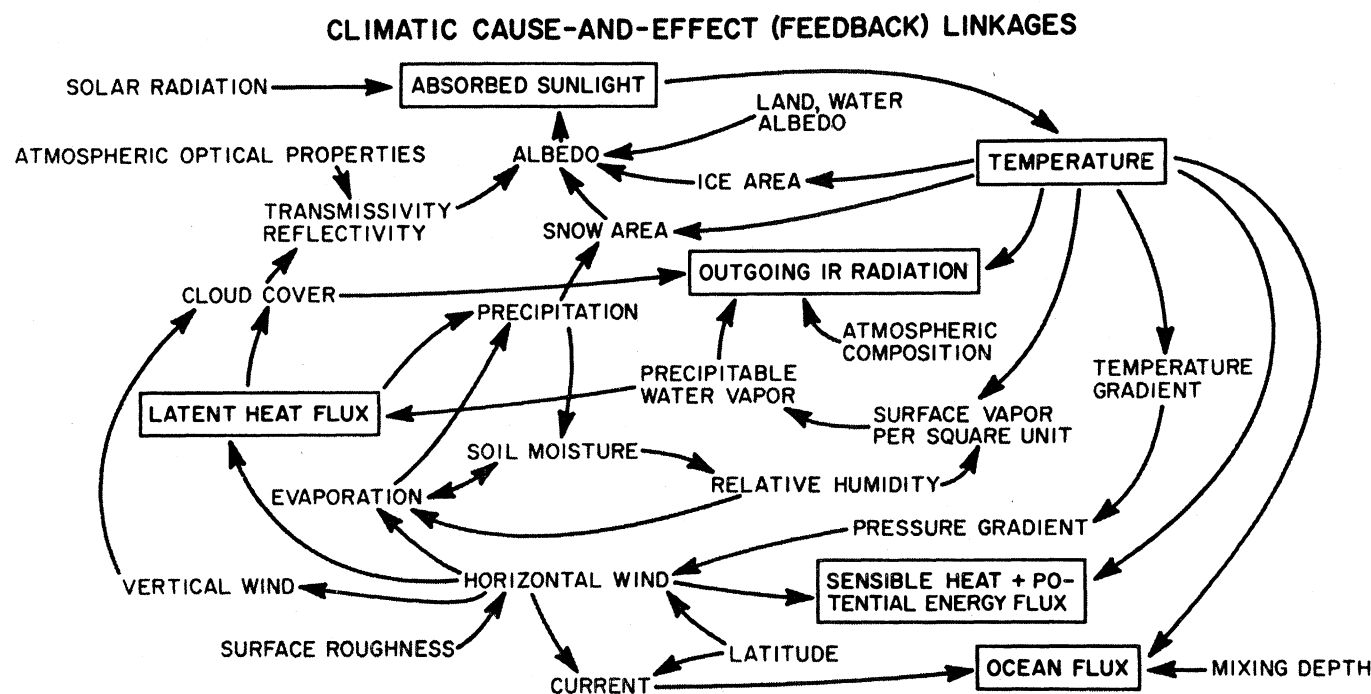 CLIMATIC CAUSE-AND-EFFECT (FEEDBACK) LINKAGES
SOLAR RADIATION
ABSORBED SUNLIGHT
LAND, WATER
ALBEDO
ATMOSPHERIC OPTICAL PROPERTIES
ALBEDO
TEMPERATURE
ICE AREA
TRANSMISSIVITY
REFLECTIVITY
SNOW AREA
OUTGOING IR RADIATION
CLOUD COVER
PRECIPITATION
ATMOSPHERIC
COMPOSITION
TEMPERATURE
GRADIENT
PRECIPITABLE
WATER VAPOR
LATENT HEAT FLUX
SURFACE VAPOR
PER SQUARE UNIT
SOIL MOISTURE
RELATIVE HUMIDITY
EVAPORATION
PRESSURE GRADIENT
VERTICAL WIND
HORIZONTAL WIND
SENSIBLE HEAT + PO-
TENTIAL ENERGY FLUX
SURFACE ROUGHNESS
LATITUDE
CURRENT
OCEAN FLUX
MIXING DEPTH